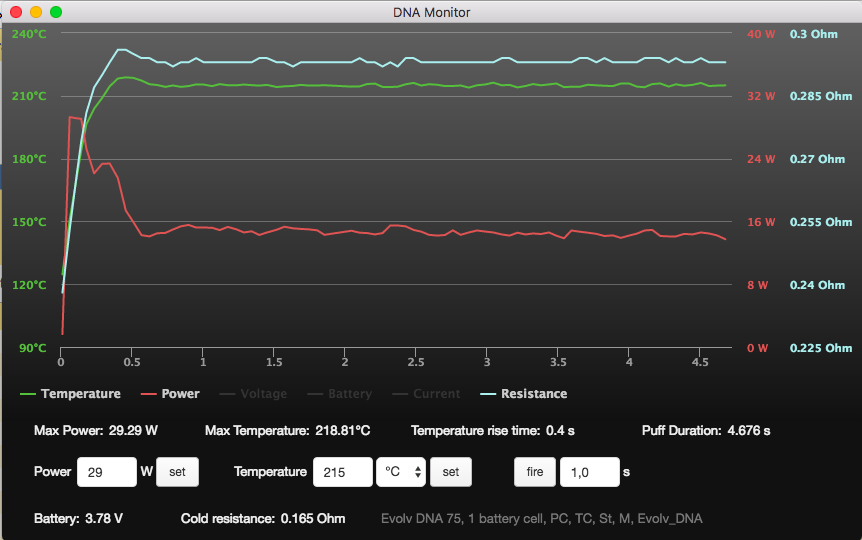 DNA Monitor
240°C 40 W 0.3 Ohm
210°C 32 W 0.285 Ohm
180°C 24 W 0.27 Ohm
150°C 16 W 0.255 Ohm
120°C 8 W 0.24 Ohm
90°C 0 W 0.225 Ohm
0 0.5 1 1.5 2 2.5 3 3.5 4 4.5
Temperature Power Voltage Battery Current Resistance
Max Power: 29.29 W Max Temperature: 218.81°C Temperature rise time: 0.4 s Puff Duration: 4.676 s
Power 29 W set Temperature 215 °C set fire 1,0 s
Battery: 3.78 V Cold resistance: 0.165 Ohm Evolv DNA 75, 1 battery cell, PC, TC, St, M, Evolv_DNA